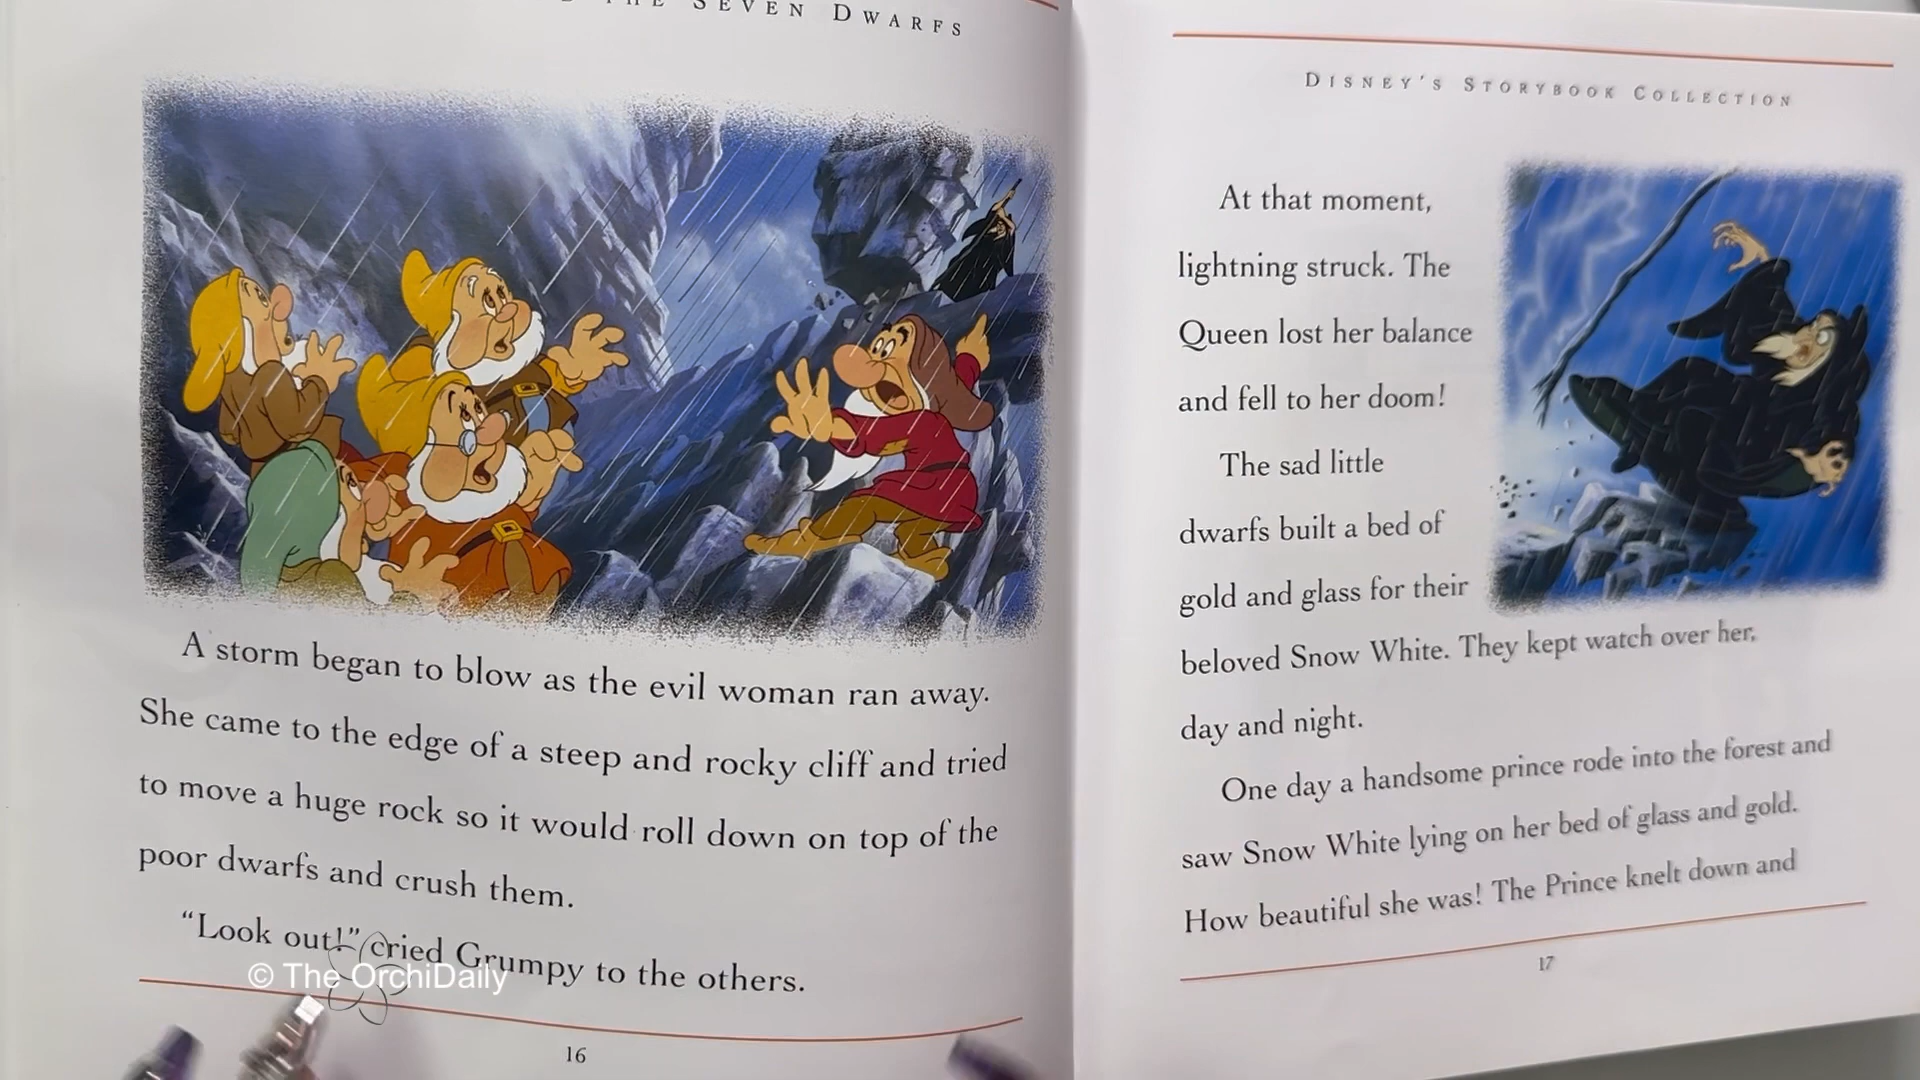 THE SEVEN DWARFS
A storm began to blow as the evil woman ran away.
She came to the edge of a steep and rocky cliff and tried
to move a huge rock so it would roll down on top of the
poor dwarfs and crush them.
“Look out!” cried Grumpy to the others.
© The OrchiDaily
16
DISNEY'S STORYBOOK COLLECTION
At that moment,
lightning struck. The
Queen lost her balance
and fell to her doom!
The sad little
dwarfs built a bed of
gold and glass for their
beloved Snow White. They kept watch over her,
day and night.
One day a handsome prince rode into the forest and
saw Snow White lying on her bed of glass and gold.
How beautiful she was! The Prince knelt down and
17